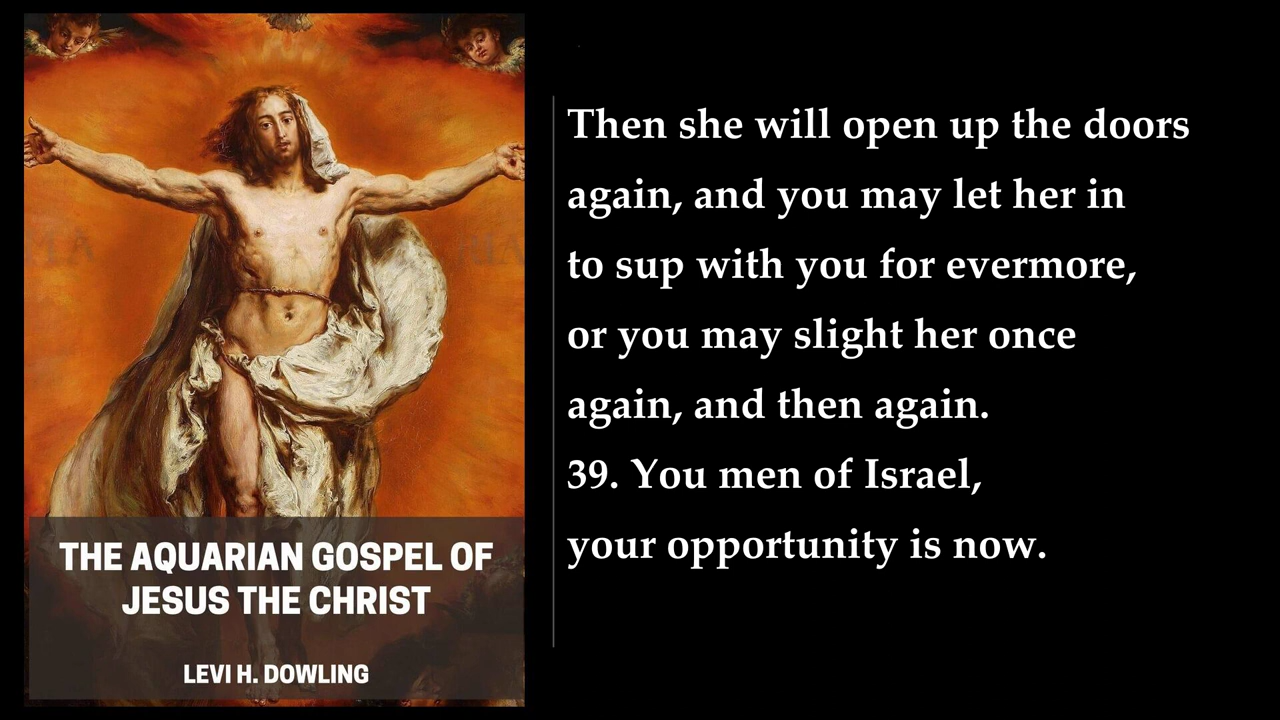 THE AQUARIAN GOSPEL OF
JESUS THE CHRIST
LEVI H. DOWLING
Then she will open up the doors
again, and you may let her in
to sup with you for evermore,
or you may slight her once
again, and then again.
39. You men of Israel,
your opportunity is now.